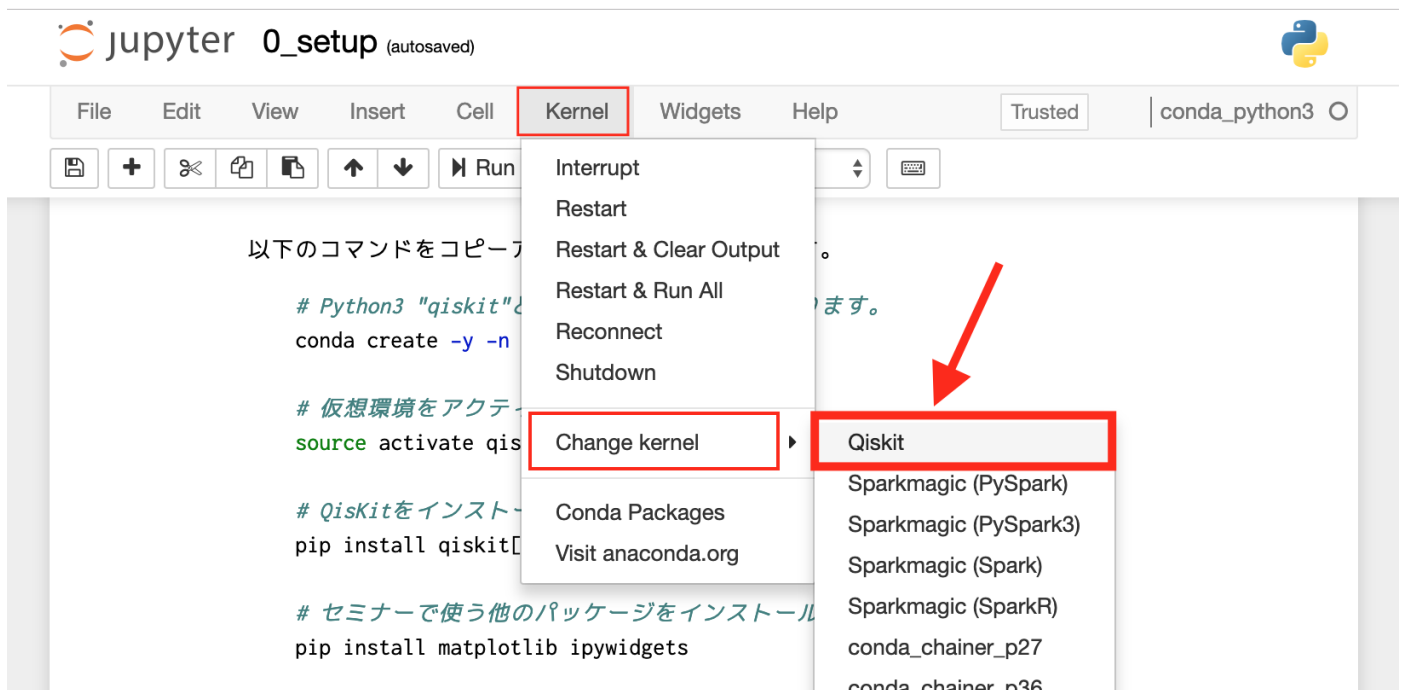 jupyter 0_setup (autosaved)
File Edit View Insert Cell Kernel Widgets Help Trusted conda_python3
Run
Interrupt
Restart
Restart & Clear Output
Restart & Run All
Reconnect
Shutdown
Change kernel
Conda Packages
Visit anaconda.org
Qiskit
Sparkmagic (PySpark)
Sparkmagic (PySpark3)
Sparkmagic (Spark)
Sparkmagic (SparkR)
conda_chainer_p27
conda_chainer_p36
以下のコマンドをコピー 。
# Python3 "qiskit" ます。
conda create -y -n
# 仮想環境をアクテ
source activate qis
# QisKitをインストー
pip install qiskit[
# セミナーで使う他のパッケージをインストール
pip install matplotlib ipywidgets